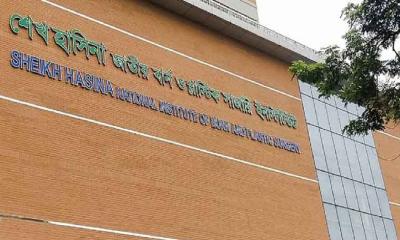 শেখ হাসিনা জাতীয় বার্ন ও প্লাস্টিক সার্জারি ইনস্টিটিউট
SHEIKH HASINA NATIONAL INSTITUTE OF BURN AND PLASTIC SURGERY